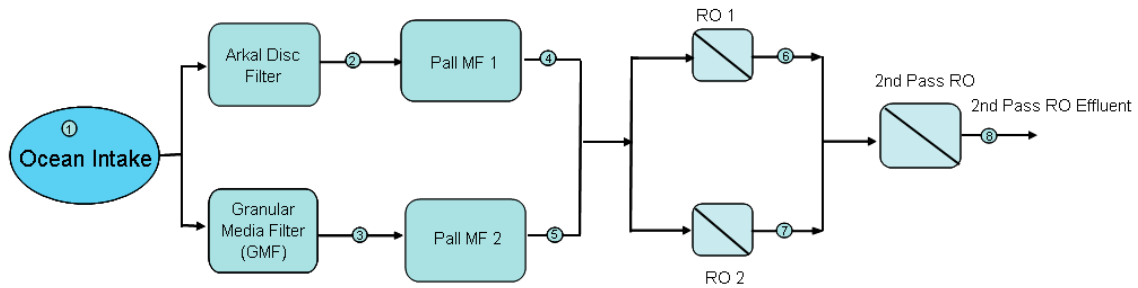 RO 1
Arkal Disc
Filter
2
Pall MF 1
4
6
2nd Pass RO
2nd Pass RO Effluent
1
Ocean Intake
8
Granular
Media Filter
(GMF)
3
Pall MF 2
5
7
RO 2